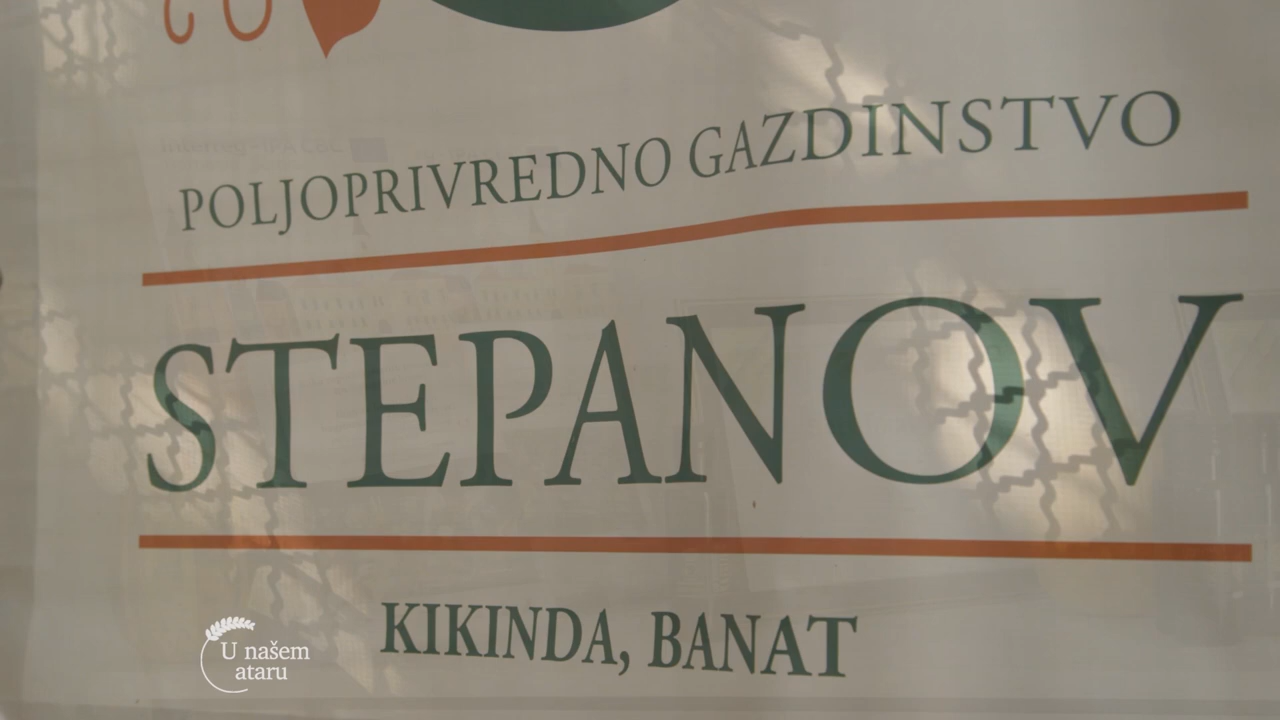 POLJOPRIVREDNO GAZDINSTVO
STEPANOV
KIKINDA, BANAT
U našem
ataru